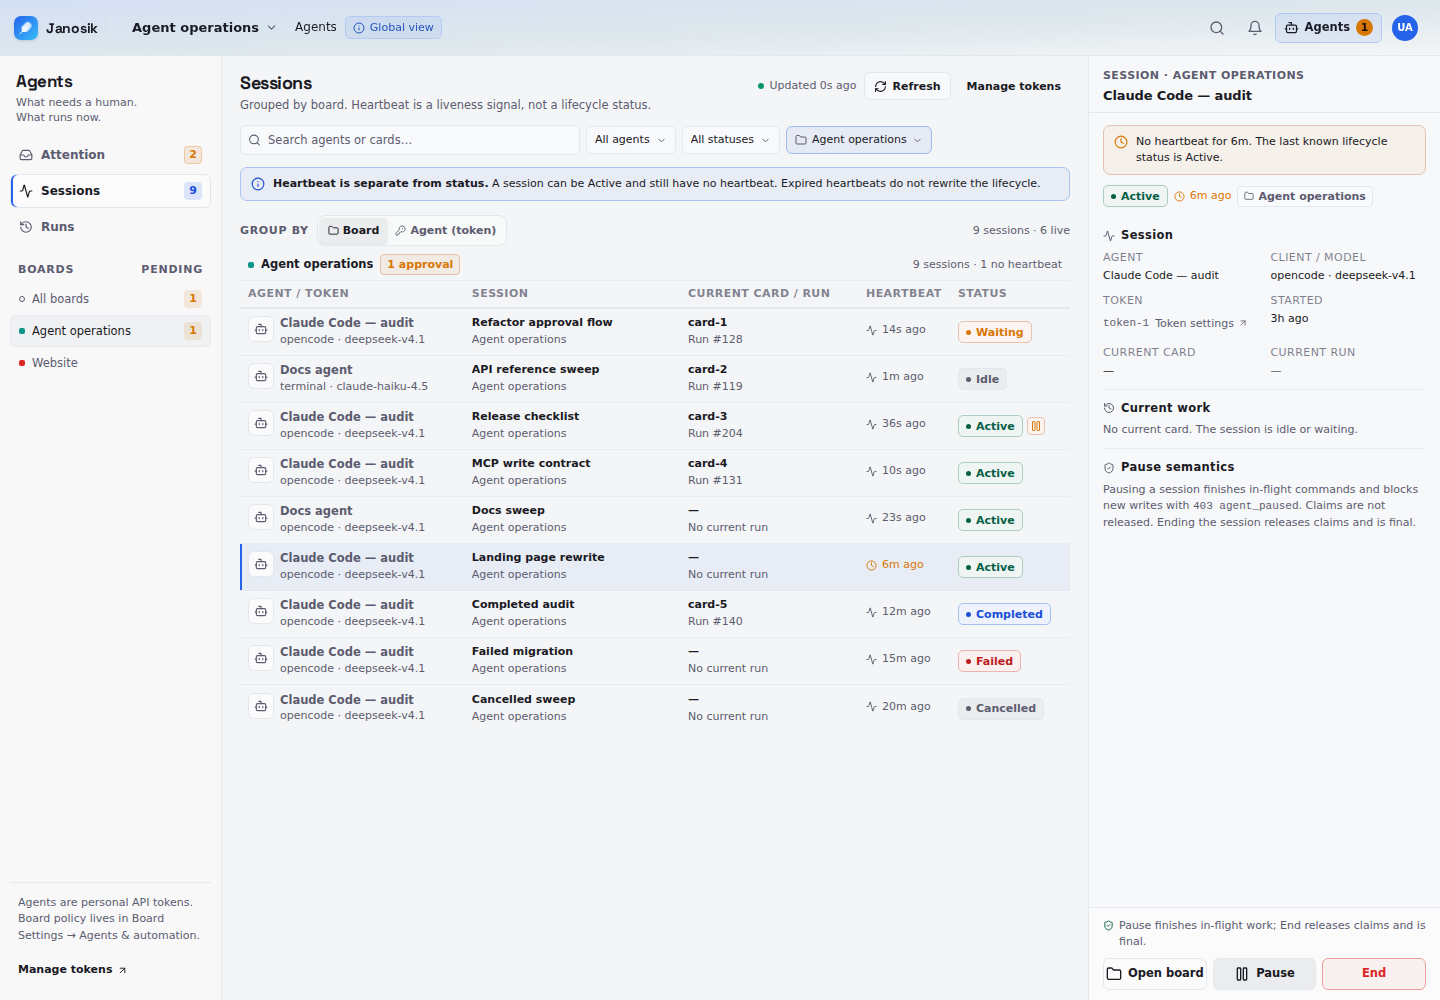 Janosik
Agent operations
Agents
Global view
Agents 1
UA
Agents
What needs a human.
What runs now.
Attention 2
Sessions 9
Runs
BOARDS PENDING
All boards 1
Agent operations 1
Website
Agents are personal API tokens.
Board policy lives in Board
Settings → Agents & automation.
Manage tokens
Sessions
Grouped by board. Heartbeat is a liveness signal, not a lifecycle status.
Updated 0s ago
Refresh
Manage tokens
Search agents or cards...
All agents
All statuses
Agent operations
Heartbeat is separate from status. A session can be Active and still have no heartbeat. Expired heartbeats do not rewrite the lifecycle.
GROUP BY Board Agent (token)
9 sessions · 6 live
Agent operations 1 approval
9 sessions · 1 no heartbeat
AGENT / TOKEN SESSION CURRENT CARD / RUN HEARTBEAT STATUS
Claude Code — audit Refactor approval flow card-1 14s ago Waiting
opencode · deepseek-v4.1 Agent operations Run #128
Docs agent API reference sweep card-2 1m ago Idle
terminal · claude-haiku-4.5 Agent operations Run #119
Claude Code — audit Release checklist card-3 36s ago Active
opencode · deepseek-v4.1 Agent operations Run #204
Claude Code — audit MCP write contract card-4 10s ago Active
opencode · deepseek-v4.1 Agent operations Run #131
Docs agent Docs sweep — 23s ago Active
opencode · deepseek-v4.1 Agent operations No current run
Claude Code — audit Landing page rewrite — 6m ago Active
opencode · deepseek-v4.1 Agent operations No current run
Claude Code — audit Completed audit card-5 12m ago Completed
opencode · deepseek-v4.1 Agent operations Run #140
Claude Code — audit Failed migration — 15m ago Failed
opencode · deepseek-v4.1 Agent operations No current run
Claude Code — audit Cancelled sweep — 20m ago Cancelled
opencode · deepseek-v4.1 Agent operations No current run
SESSION · AGENT OPERATIONS
Claude Code — audit
No heartbeat for 6m. The last known lifecycle
status is Active.
Active 6m ago Agent operations
Session
AGENT CLIENT / MODEL
Claude Code — audit opencode · deepseek-v4.1
TOKEN STARTED
token-1 Token settings 3h ago
CURRENT CARD CURRENT RUN
— —
Current work
No current card. The session is idle or waiting.
Pause semantics
Pausing a session finishes in-flight commands and blocks
new writes with 403 agent_paused. Claims are not
released. Ending the session releases claims and is final.
Pause finishes in-flight work; End releases claims and is
final.
Open board Pause End